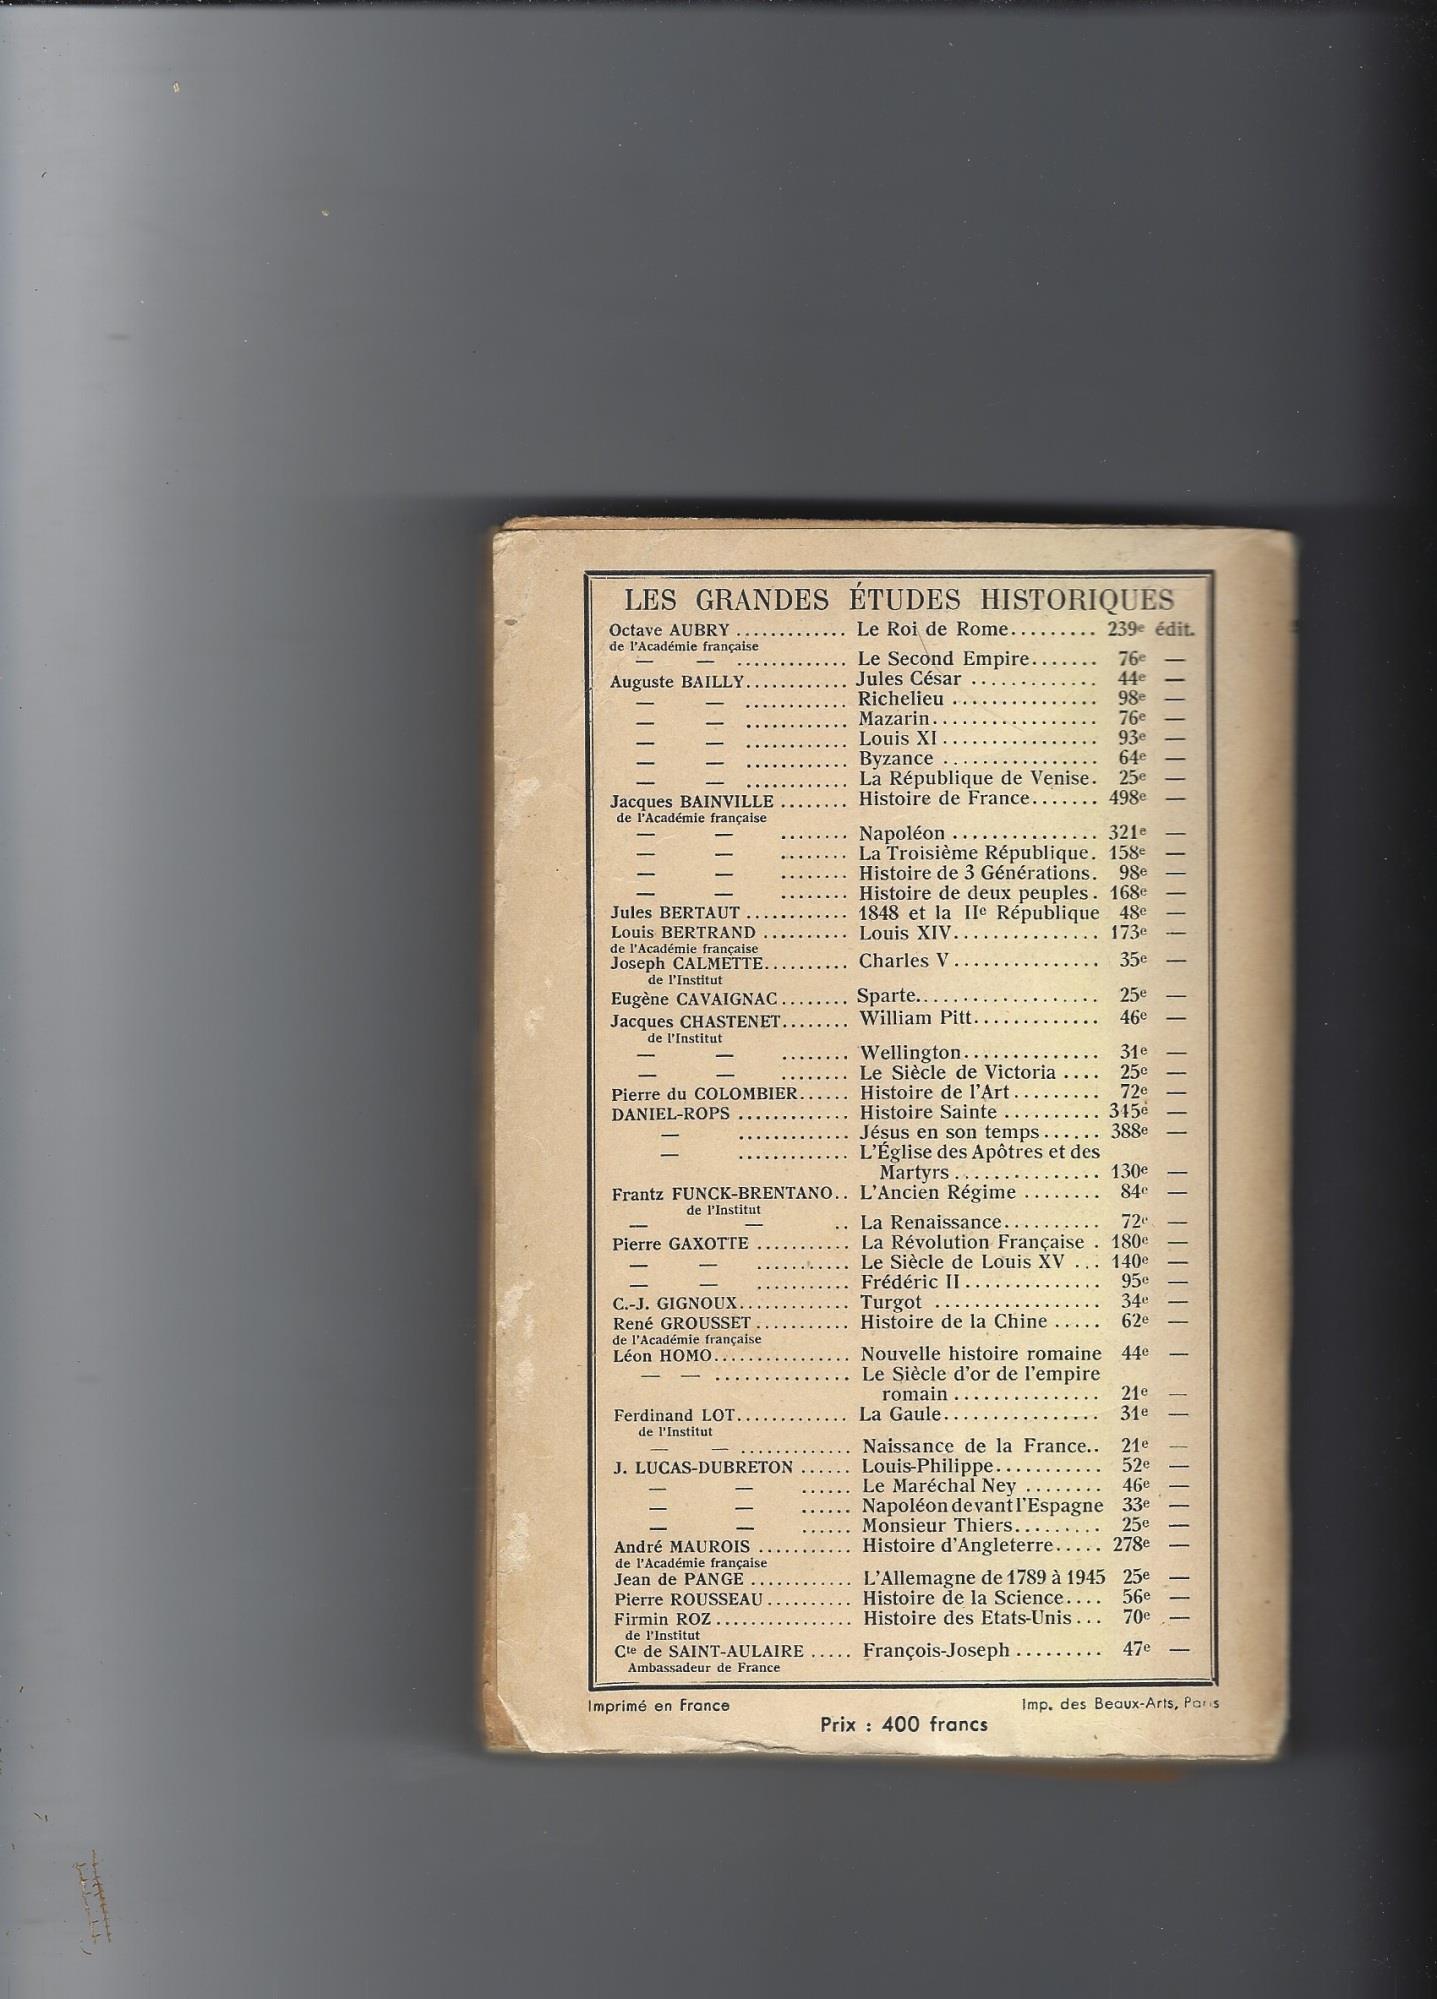 LES GRANDES ÉTUDES HISTORIQUES
Octave AUBRY ............. Le Roi de Rome......... 239e édit.
de l'Académie française
— — ............. Le Second Empire....... 76e —
Auguste BAILLY............ Jules César ............. 44e —
— — ............ Richelieu ............... 98e —
— — ............ Mazarin................. 76e —
— — ............ Louis XI ................ 93e —
— — ............ Byzance ................ 64e —
— — ............ La République de Venise. 25e —
Jacques BAINVILLE ........ Histoire de France....... 498e —
de l'Académie française
— — ........ Napoléon ............... 321e —
— — ........ La Troisième République. 158e —
— — ........ Histoire de 3 Générations. 98e —
— — ........ Histoire de deux peuples. 168e —
Jules BERTAUT ............ 1848 et la IIe République 48e —
Louis BERTRAND .......... Louis XIV............... 173e —
de l'Académie française
Joseph CALMETTE.......... Charles V ............... 35e —
de l'Institut
Eugène CAVAIGNAC........ Sparte................... 25e —
Jacques CHASTENET........ William Pitt............. 46e —
de l'Institut
— — ........ Wellington.............. 31e —
— — ........ Le Siècle de Victoria .... 25e —
Pierre du COLOMBIER...... Histoire de l'Art......... 72e —
DANIEL-ROPS ............. Histoire Sainte .......... 345e —
— ............. Jésus en son temps...... 388e —
— ............. L'Église des Apôtres et des
Martyrs ............... 130e —
Frantz FUNCK-BRENTANO.. L'Ancien Régime ........ 84e —
de l'Institut
— — .. La Renaissance.......... 72e —
Pierre GAXOTTE ........... La Révolution Française . 180e —
— — ........... Le Siècle de Louis XV ... 140e —
— — ........... Frédéric II.............. 95e —
C.-J. GIGNOUX............. Turgot ................. 34e —
René GROUSSET ........... Histoire de la Chine ..... 62e —
de l'Académie française
Léon HOMO................ Nouvelle histoire romaine 44e —
— — .............. Le Siècle d'or de l'empire
romain ............... 21e —
Ferdinand LOT............. La Gaule................ 31e —
de l'Institut
— — ............. Naissance de la France.. 21e —
J. LUCAS-DUBRETON ...... Louis-Philippe........... 52e —
— — ...... Le Maréchal Ney ........ 46e —
— — ...... Napoléon devant l'Espagne 33e —
— — ...... Monsieur Thiers......... 25e —
André MAUROIS ........... Histoire d'Angleterre..... 278e —
de l'Académie française
Jean de PANGE ............ L'Allemagne de 1789 à 1945 25e —
Pierre ROUSSEAU.......... Histoire de la Science.... 56e —
Firmin ROZ ................ Histoire des Etats-Unis ... 70e —
de l'Institut
Cte de SAINT-AULAIRE ..... François-Joseph ......... 47e —
Ambassadeur de France
Imprimé en France Imp. des Beaux-Arts, Paris
Prix : 400 francs